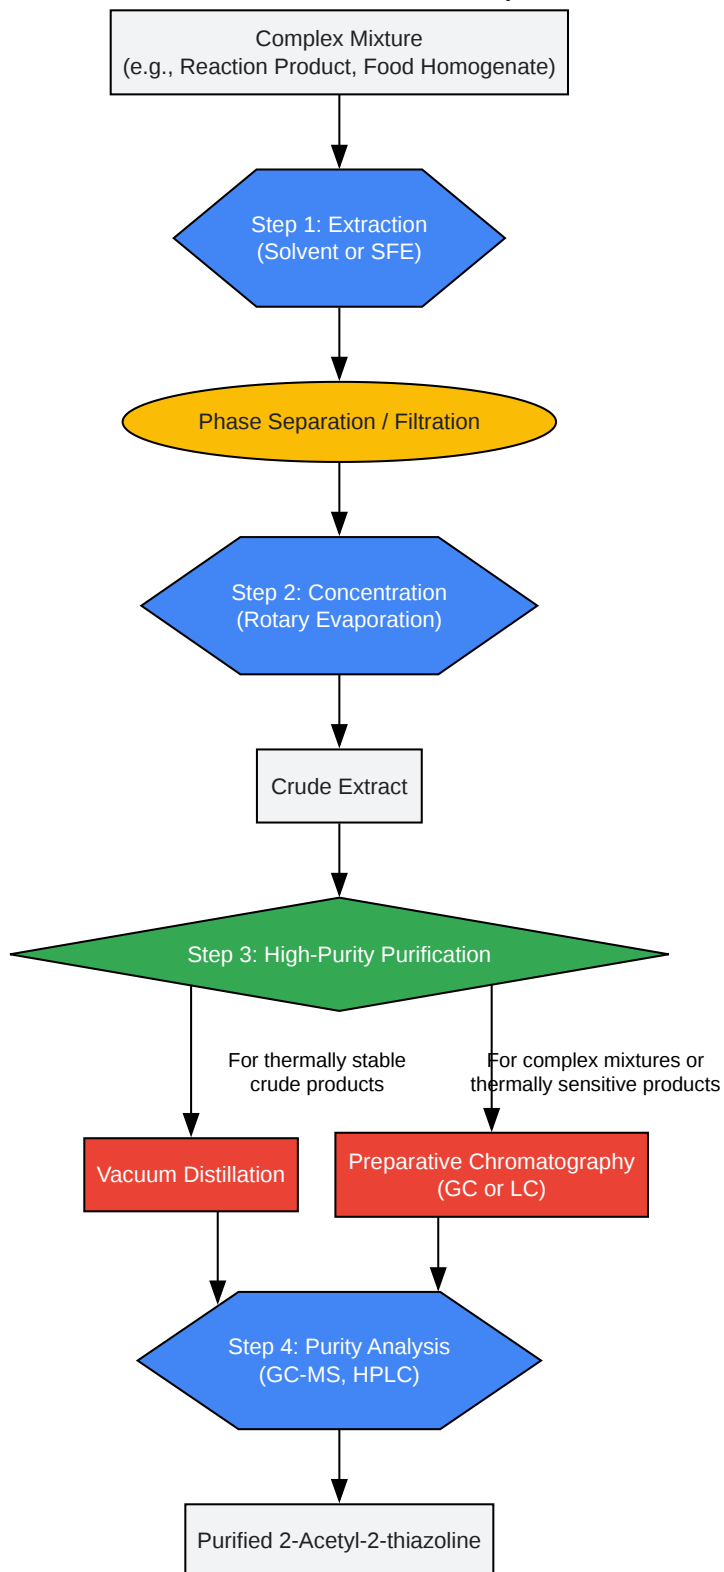 Complex Mixture
(e.g., Reaction Product, Food Homogenate)
Step 1: Extraction
(Solvent or SFE)
Phase Separation / Filtration
Step 2: Concentration
(Rotary Evaporation)
Crude Extract
Step 3: High-Purity Purification
For thermally stable
crude products
For complex mixtures or
thermally sensitive products
Vacuum Distillation
Preparative Chromatography
(GC or LC)
Step 4: Purity Analysis
(GC-MS, HPLC)
Purified 2-Acetyl-2-thiazoline